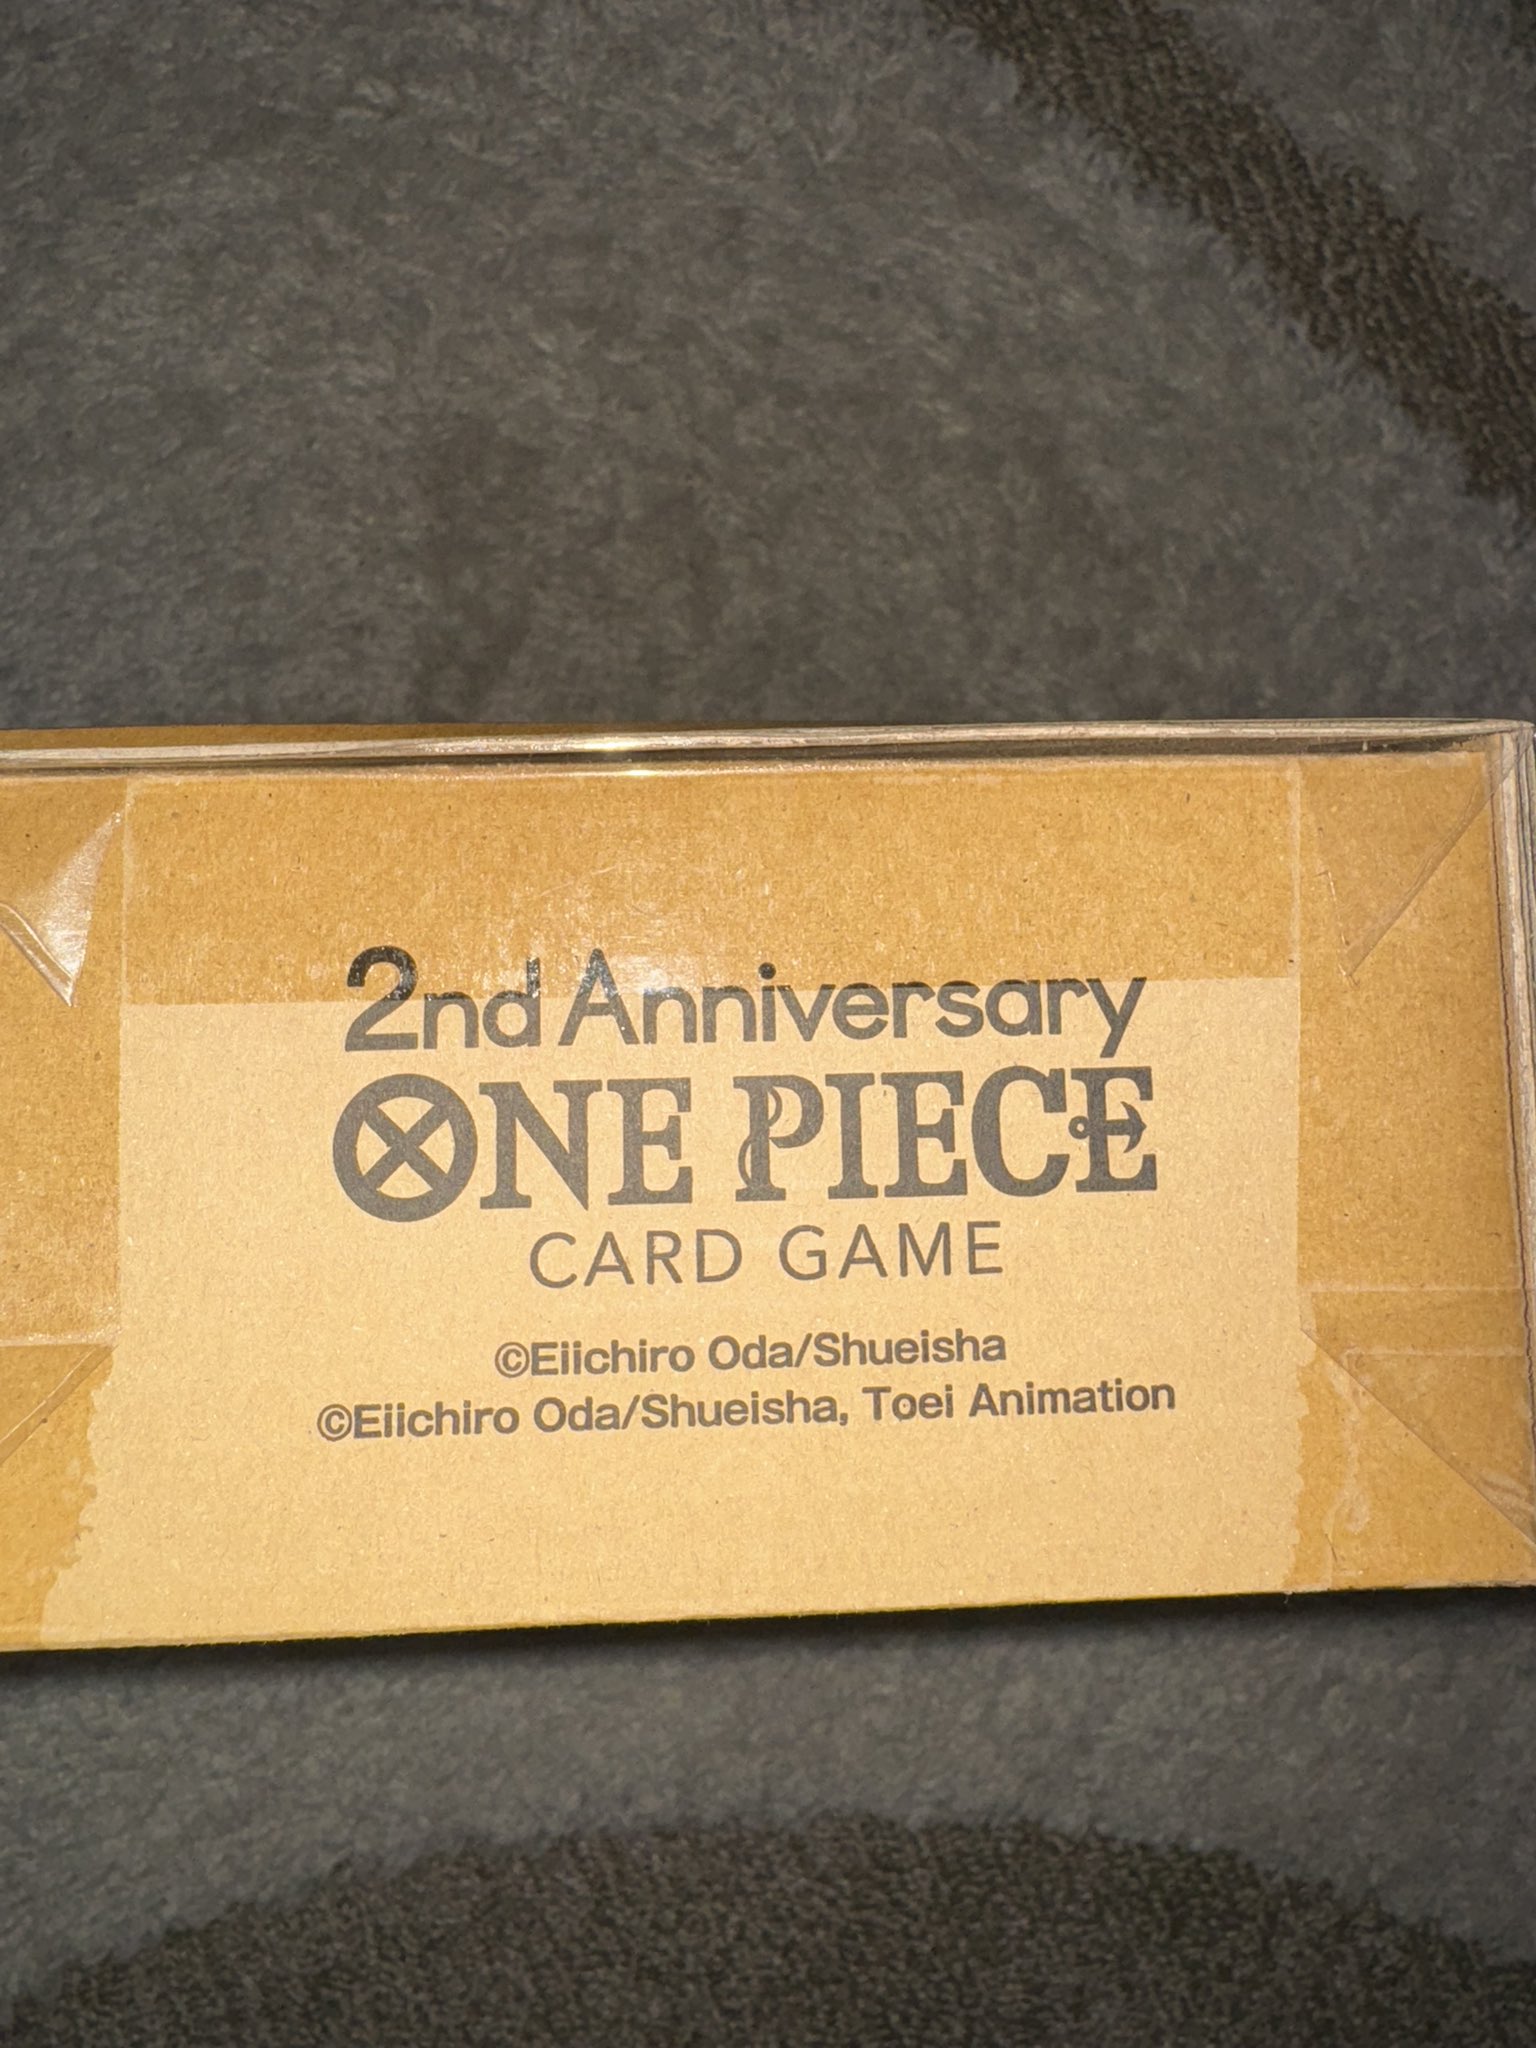 2nd Anniversary
ONE PIECE
CARD GAME
©Eiichiro Oda/Shueisha
©Eiichiro Oda/Shueisha, Toei Animation